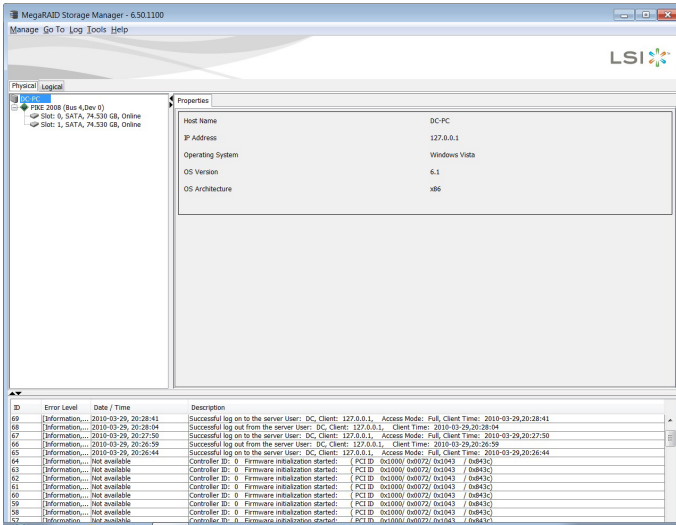 MegaRAID Storage Manager - 6.50.1100
Manage Go To Log Tools Help
LSI
Physical Logical
DC-PC
PIKE 2008 (Bus 4,Dev 0)
Slot: 0, SATA, 74.530 GB, Online
Slot: 1, SATA, 74.530 GB, Online
Properties
Host Name DC-PC
IP Address 127.0.0.1
Operating System Windows Vista
OS Version 6.1
OS Architecture x86
ID Error Level Date / Time Description
69 [Information,... 2010-03-29, 20:28:41 Successful log on to the server User: DC, Client: 127.0.0.1, Access Mode: Full, Client Time: 2010-03-29,20:28:41
68 [Information,... 2010-03-29, 20:28:04 Successful log out from the server User: DC, Client: 127.0.0.1, Client Time: 2010-03-29,20:28:04
67 [Information,... 2010-03-29, 20:27:50 Successful log on to the server User: DC, Client: 127.0.0.1, Access Mode: Full, Client Time: 2010-03-29,20:27:50
66 [Information,... 2010-03-29, 20:26:59 Successful log out from the server User: DC, Client: 127.0.0.1, Client Time: 2010-03-29,20:26:59
65 [Information,... 2010-03-29, 20:26:44 Successful log on to the server User: DC, Client: 127.0.0.1, Access Mode: Full, Client Time: 2010-03-29,20:26:44
64 [Information,... Not available Controller ID: 0 Firmware initialization started: ( PCI ID 0x1000/ 0x0072/ 0x1043 / 0x843c)
63 [Information,... Not available Controller ID: 0 Firmware initialization started: ( PCI ID 0x1000/ 0x0072/ 0x1043 / 0x843c)
62 [Information,... Not available Controller ID: 0 Firmware initialization started: ( PCI ID 0x1000/ 0x0072/ 0x1043 / 0x843c)
61 [Information,... Not available Controller ID: 0 Firmware initialization started: ( PCI ID 0x1000/ 0x0072/ 0x1043 / 0x843c)
60 [Information,... Not available Controller ID: 0 Firmware initialization started: ( PCI ID 0x1000/ 0x0072/ 0x1043 / 0x843c)
59 [Information,... Not available Controller ID: 0 Firmware initialization started: ( PCI ID 0x1000/ 0x0072/ 0x1043 / 0x843c)
58 [Information,... Not available Controller ID: 0 Firmware initialization started: ( PCI ID 0x1000/ 0x0072/ 0x1043 / 0x843c)
57 [Information,... Not available Controller ID: 0 Firmware initialization started: ( PCI ID 0x1000/ 0x0072/ 0x1043 / 0x843c)